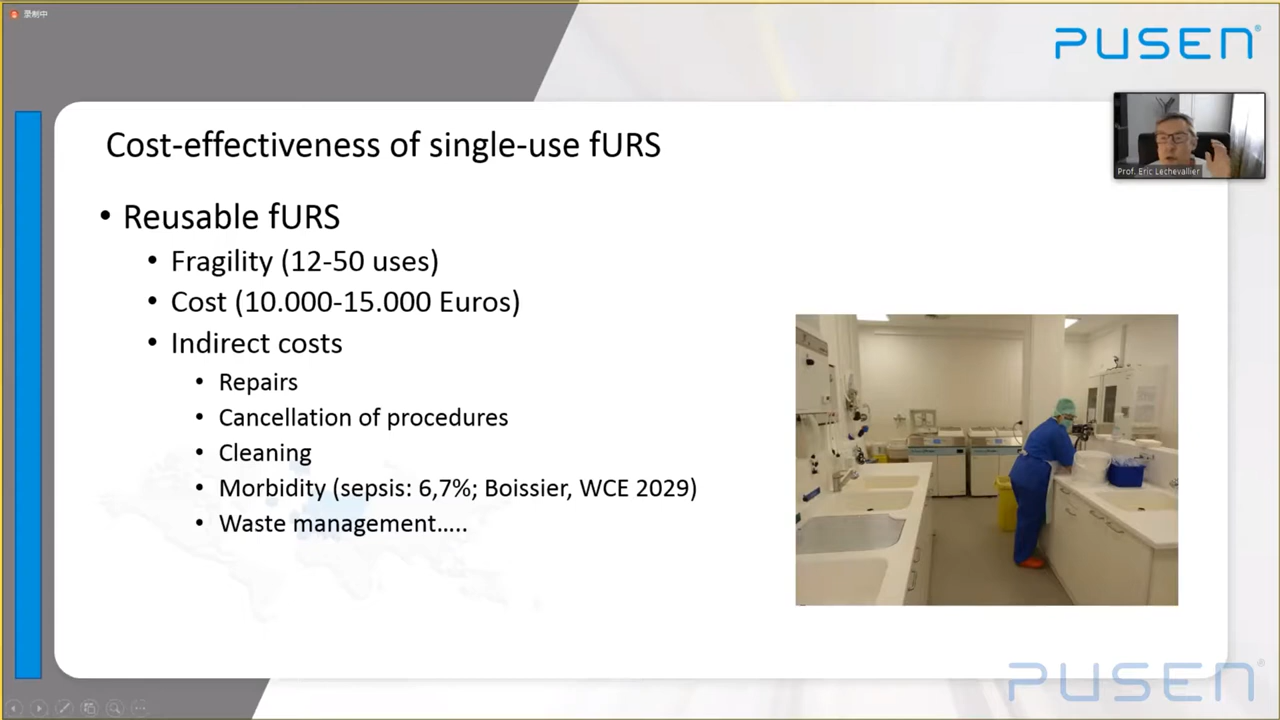 录制中
PUSEN®
Prof. Eric Lechevallier
Cost-effectiveness of single-use fURS
• Reusable fURS
• Fragility (12-50 uses)
• Cost (10.000-15.000 Euros)
• Indirect costs
• Repairs
• Cancellation of procedures
• Cleaning
• Morbidity (sepsis: 6,7%; Boissier, WCE 2029)
• Waste management…..
PUSEN®